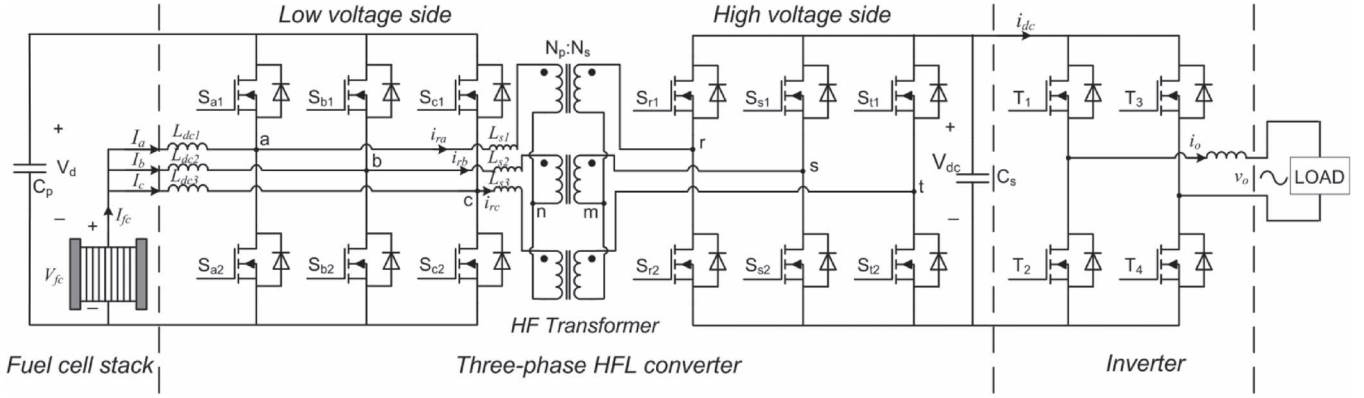 Low voltage side
High voltage side
i_dc
N_p:N_s
S_a1 S_b1 S_c1
S_r1 S_s1 S_t1
T_1 T_3
+
V_d
−
C_p
I_a L_dc1 a i_ra L_s1
I_b L_dc2 b i_rb L_s2
I_c L_dc3 c i_rc L_s3
r
s
t
+
V_dc
−
C_s
i_o
v_o
LOAD
n m
I_fc
+
V_fc
−
S_a2 S_b2 S_c2
S_r2 S_s2 S_t2
T_2 T_4
HF Transformer
Fuel cell stack
Three-phase HFL converter
Inverter